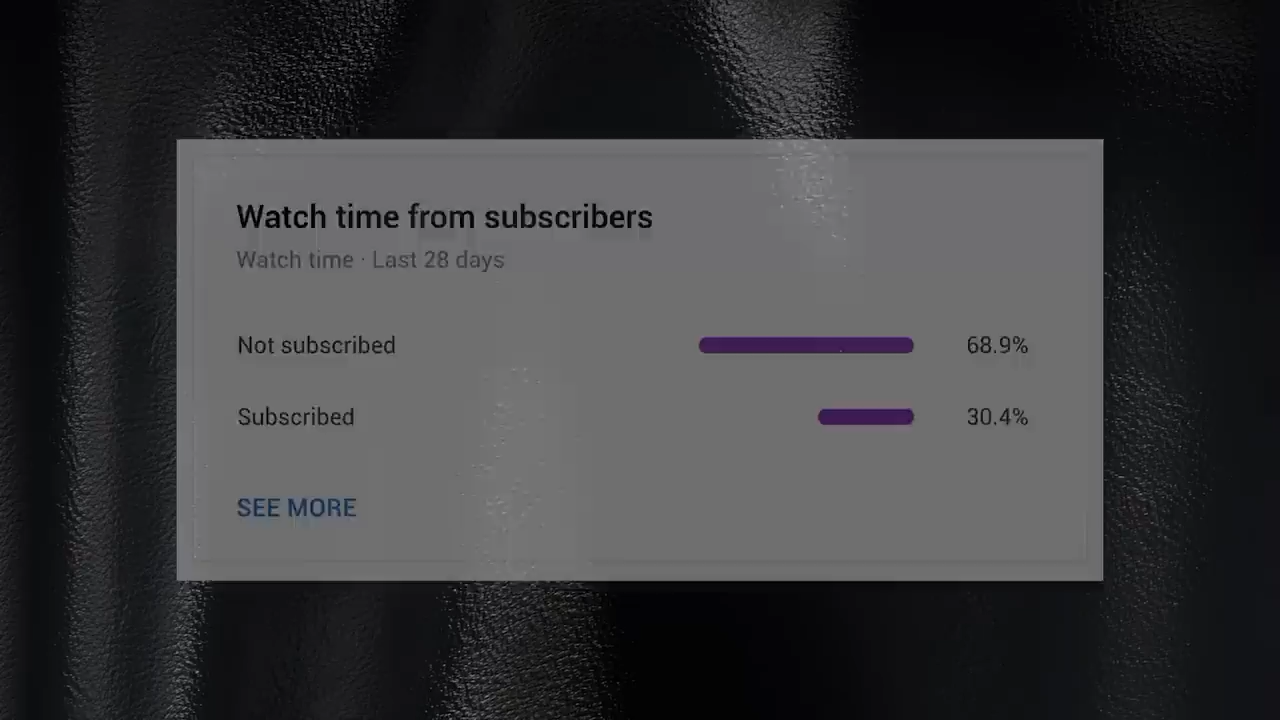 Watch time from subscribers
Watch time · Last 28 days
Not subscribed 68.9%
Subscribed 30.4%
SEE MORE